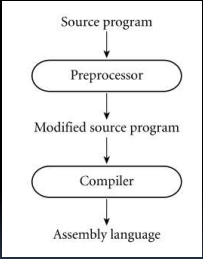 Source program
Preprocessor
Modified source program
Compiler
Assembly language